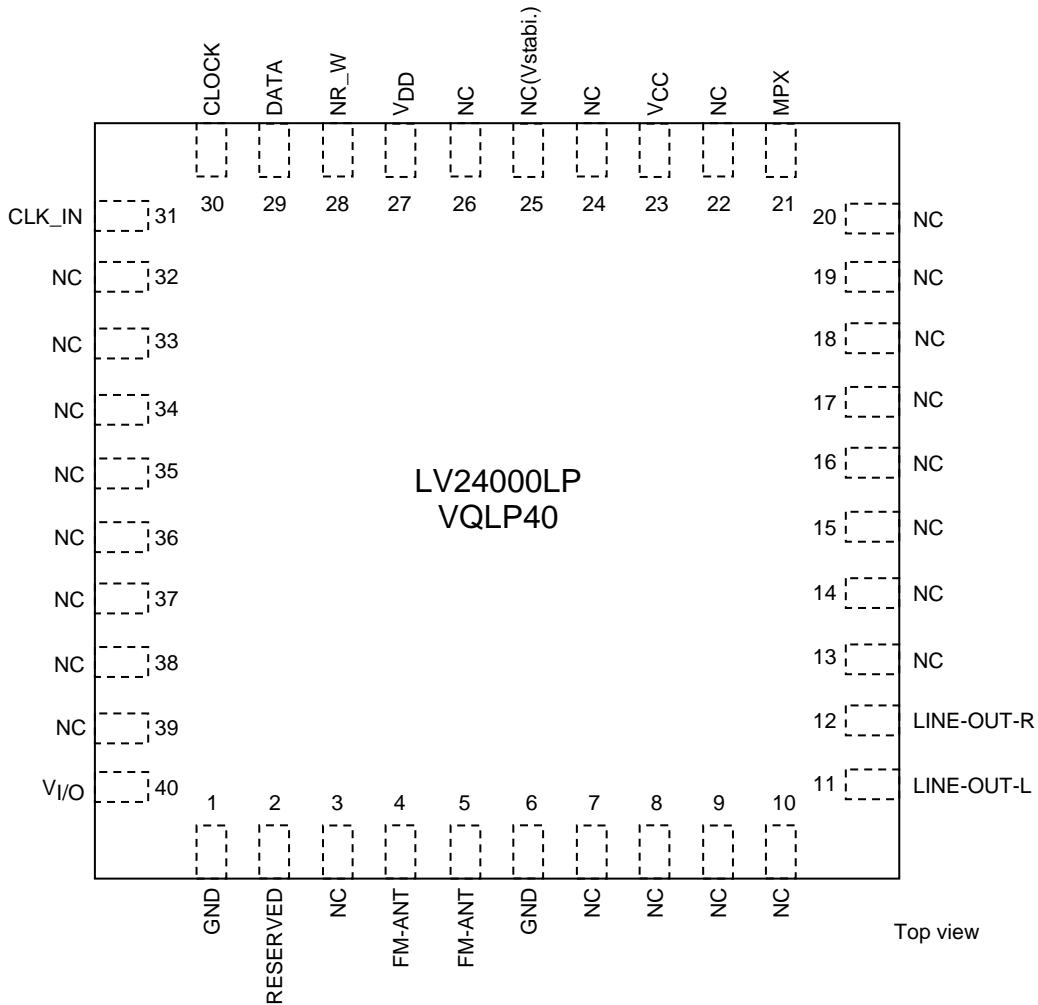 CLOCK
DATA
NR_W
VDD
NC
NC(Vstabi.)
NC
VCC
NC
MPX
30 29 28 27 26 25 24 23 22 21
CLK_IN 31
NC 32
NC 33
NC 34
NC 35
NC 36
NC 37
NC 38
NC 39
VI/O 40
LV24000LP
VQLP40
20 NC
19 NC
18 NC
17 NC
16 NC
15 NC
14 NC
13 NC
12 LINE-OUT-R
11 LINE-OUT-L
1 2 3 4 5 6 7 8 9 10
GND
RESERVED
NC
FM-ANT
FM-ANT
GND
NC
NC
NC
NC
Top view